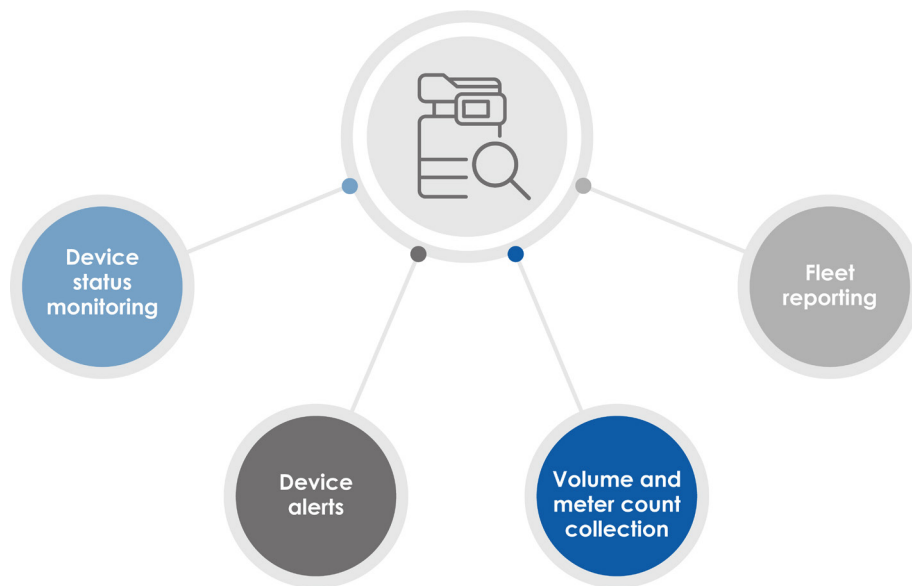 Device
status
monitoring
Device
alerts
Volume and
meter count
collection
Fleet
reporting